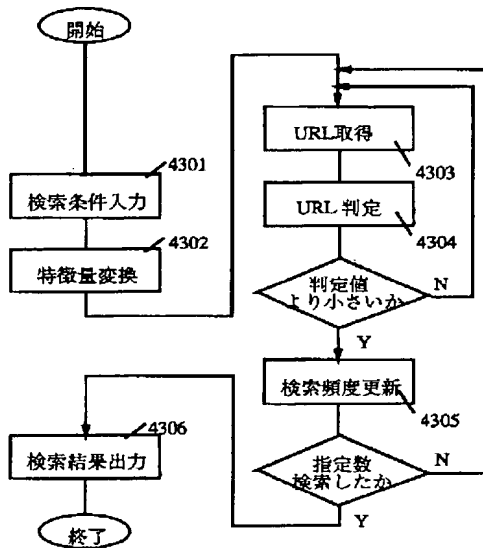 開始
4301
検索条件入力
4302
特徴量変換
URL取得
4303
URL判定
4304
判定値
より小さいか
N
Y
検索頻度更新
4305
指定数
検索したか
N
Y
4306
検索結果出力
終了